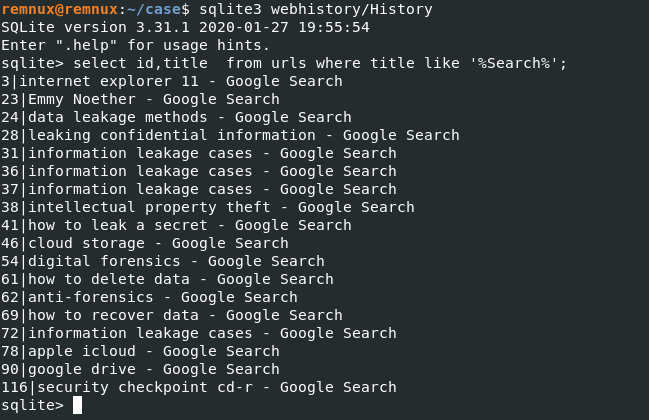 remnux@remnux:~/case$ sqlite3 webhistory/History
SQLite version 3.31.1 2020-01-27 19:55:54
Enter ".help" for usage hints.
sqlite> select id,title  from urls where title like '%Search%';
3|internet explorer 11 - Google Search
23|Emmy Noether - Google Search
24|data leakage methods - Google Search
28|leaking confidential information - Google Search
31|information leakage cases - Google Search
36|information leakage cases - Google Search
37|information leakage cases - Google Search
38|intellectual property theft - Google Search
41|how to leak a secret - Google Search
46|cloud storage - Google Search
54|digital forensics - Google Search
61|how to delete data - Google Search
62|anti-forensics - Google Search
69|how to recover data - Google Search
72|information leakage cases - Google Search
78|apple icloud - Google Search
90|google drive - Google Search
116|security checkpoint cd-r - Google Search
sqlite>